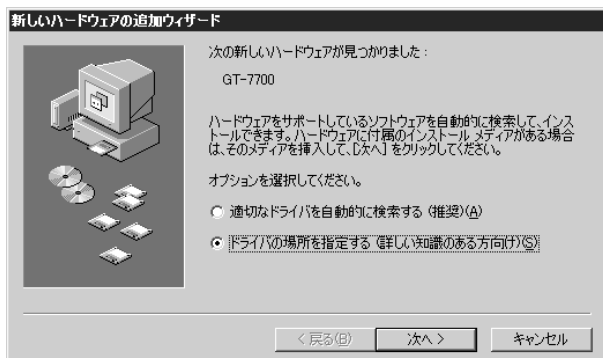 新しいハードウェアの追加ウィザード
次の新しいハードウェアが見つかりました :
GT-7700
ハードウェアをサポートしているソフトウェアを自動的に検索して、インス
トールできます。ハードウェアに付属のインストール メディアがある場合
は、そのメディアを挿入して、[次へ] をクリックしてください。
オプションを選択してください。
適切なドライバを自動的に検索する (推奨)(A)
ドライバの場所を指定する (詳しい知識のある方向け)(S)
< 戻る(B) 次へ > キャンセル